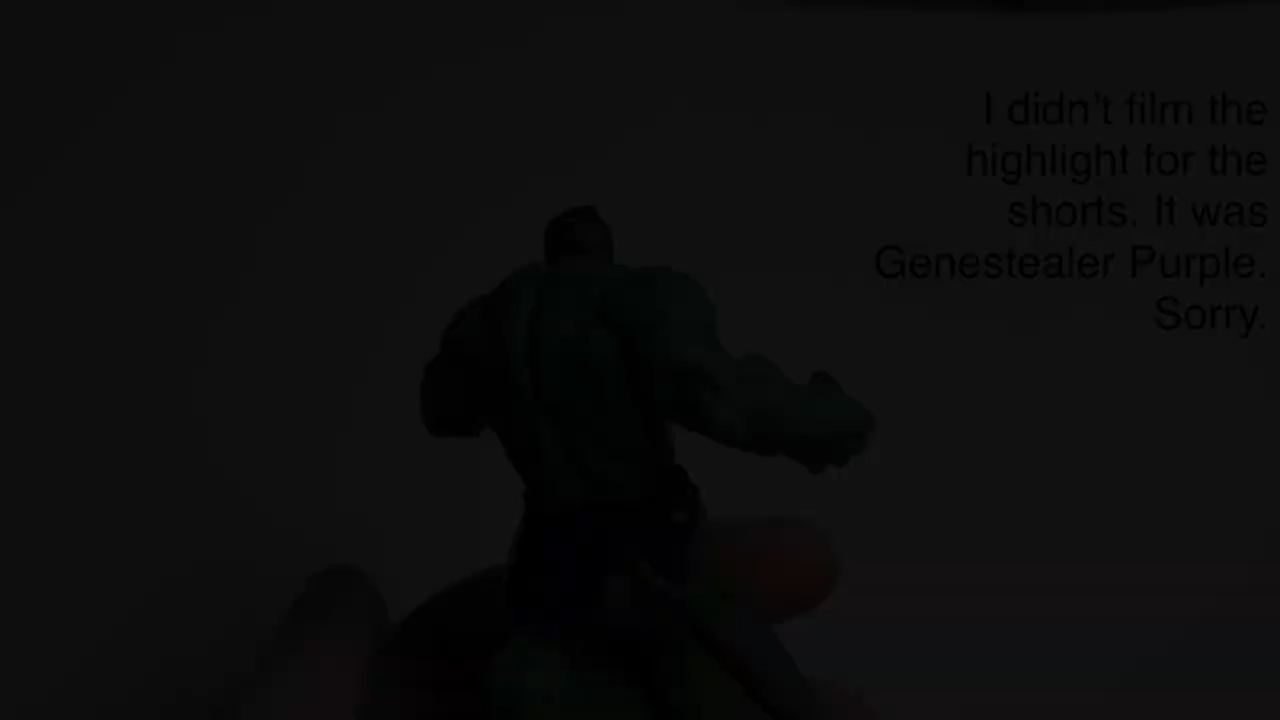 I didn't film the
highlight for the
shorts. It was
Genestealer Purple.
Sorry.